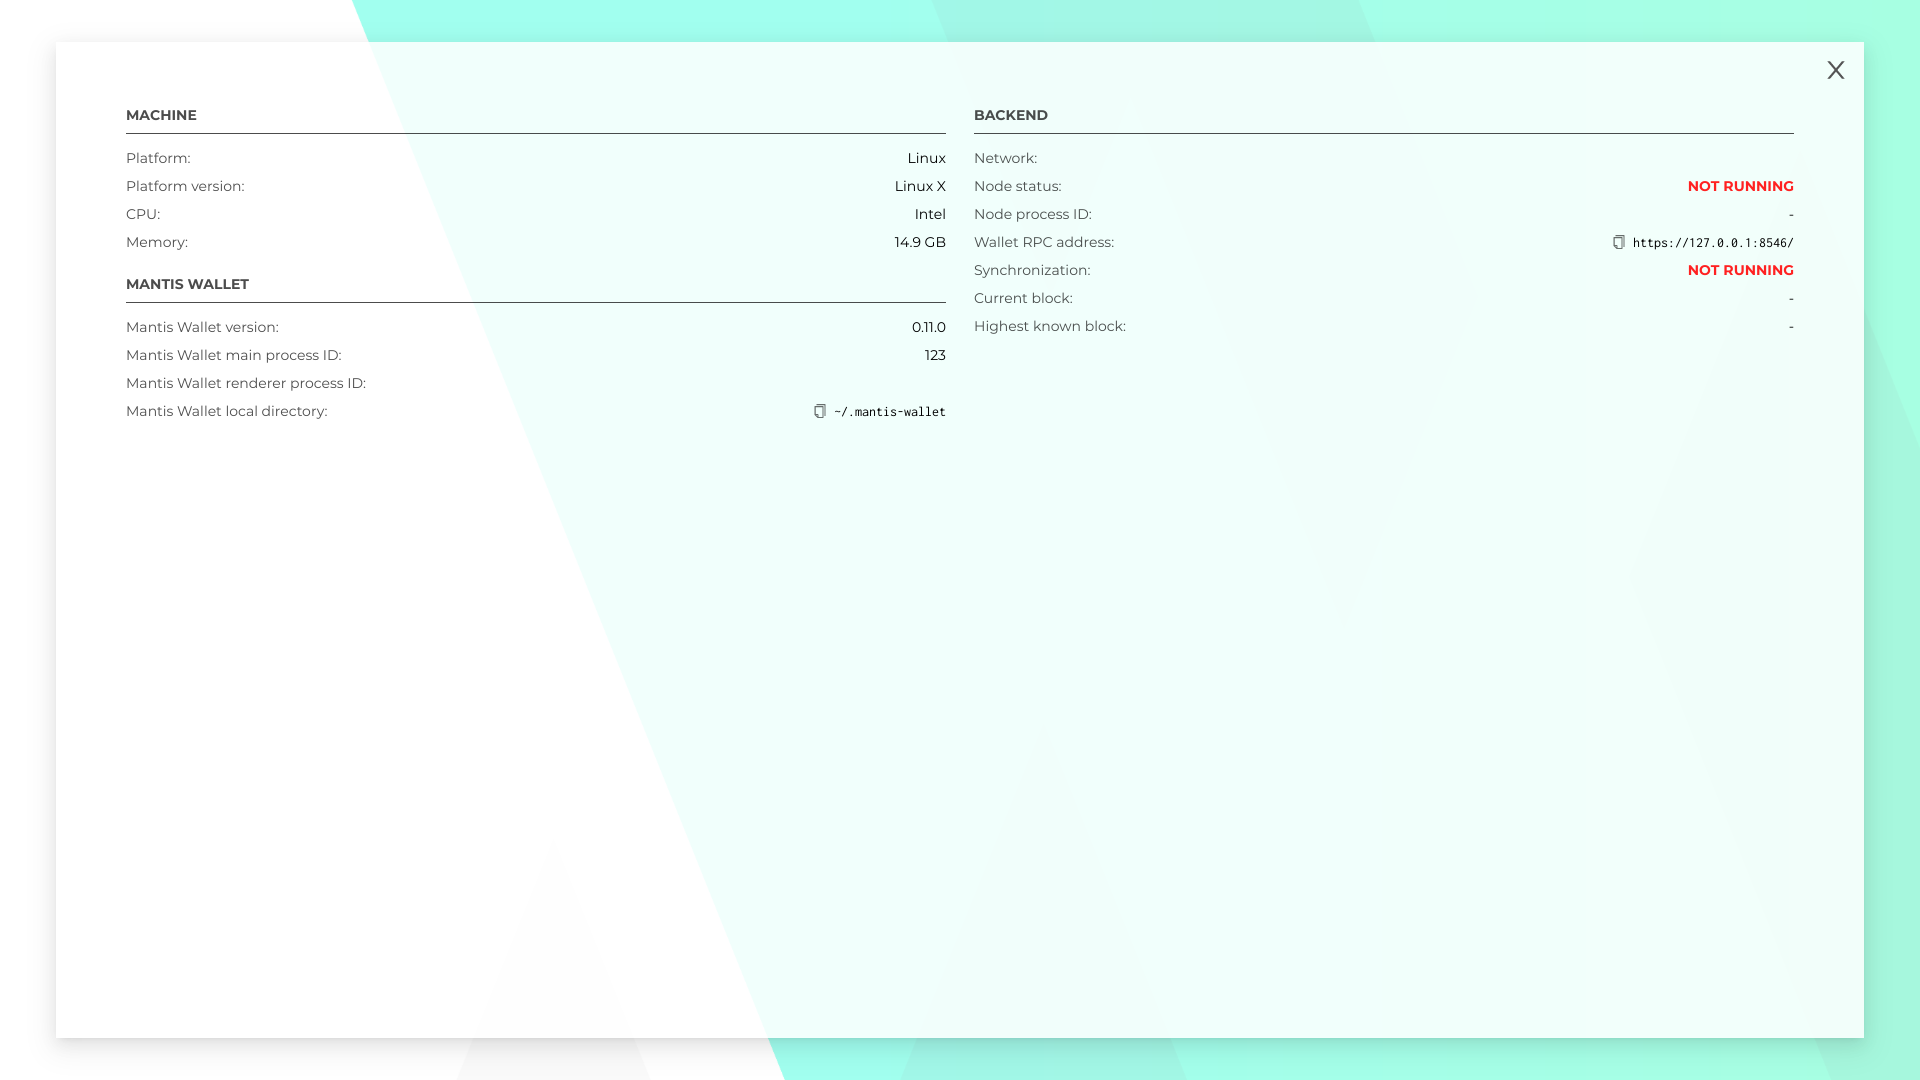 X
MACHINE
Platform: Linux
Platform version: Linux X
CPU: Intel
Memory: 14.9 GB
MANTIS WALLET
Mantis Wallet version: 0.11.0
Mantis Wallet main process ID: 123
Mantis Wallet renderer process ID:
Mantis Wallet local directory: ~/.mantis-wallet
BACKEND
Network:
Node status: NOT RUNNING
Node process ID: -
Wallet RPC address: https://127.0.0.1:8546/
Synchronization: NOT RUNNING
Current block: -
Highest known block: -